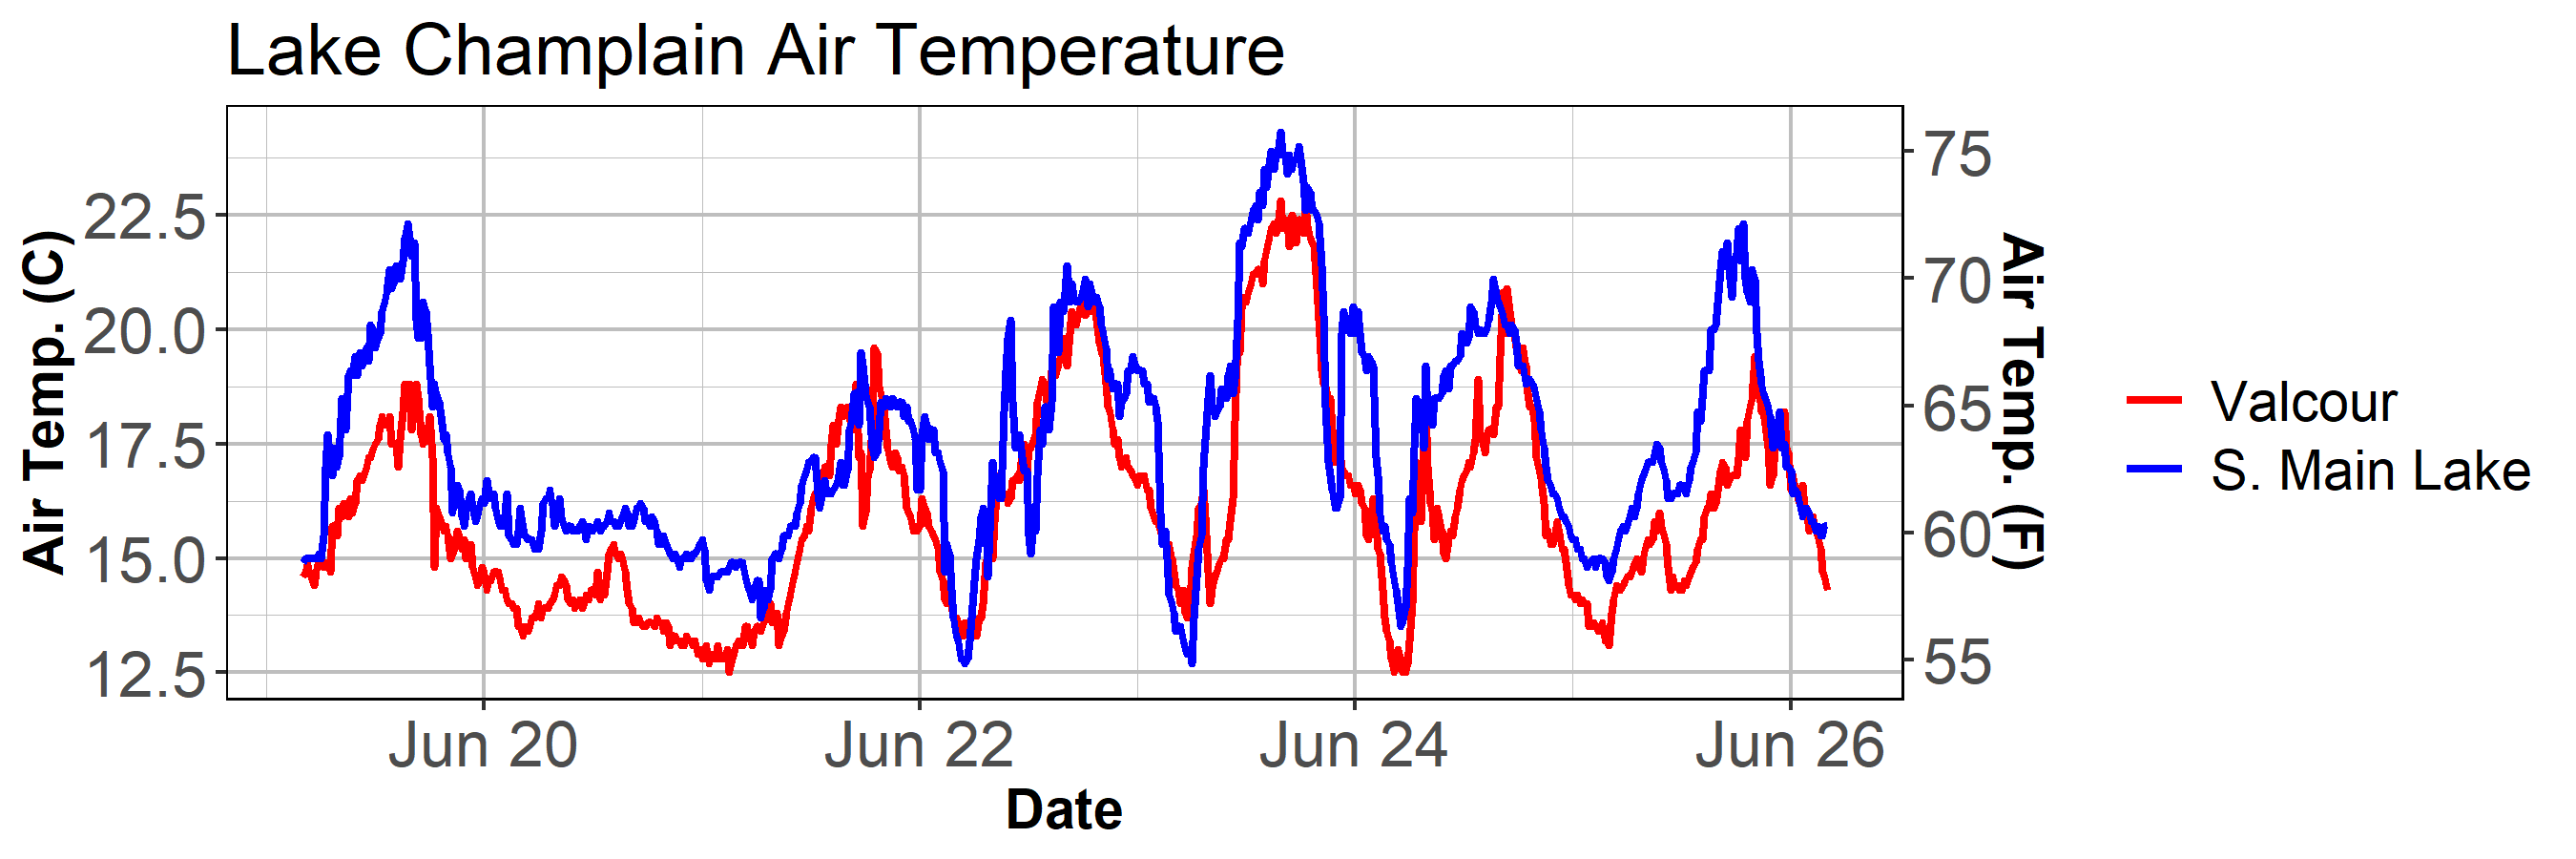 Lake Champlain Air Temperature
Air Temp. (C)
22.5
20.0
17.5
15.0
12.5
75
70
65
60
55
Air Temp. (F)
Jun 20
Jun 22
Jun 24
Jun 26
Date
Valcour
S. Main Lake